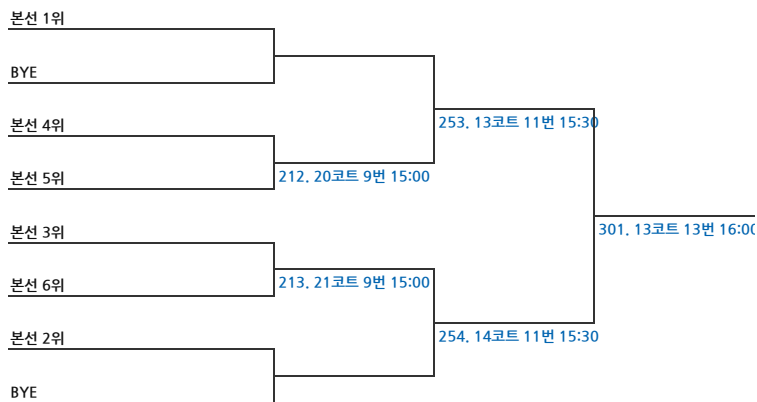 본선 1위
BYE
253. 13코트 11번 15:30
본선 4위
본선 5위
212. 20코트 9번 15:00
301. 13코트 13번 16:00
본선 3위
본선 6위
213. 21코트 9번 15:00
254. 14코트 11번 15:30
본선 2위
BYE